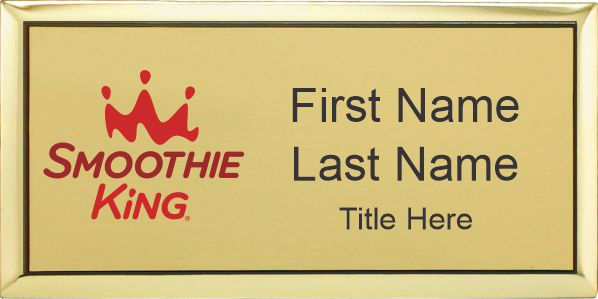 SMOOTHIE
KiNG®
First Name
Last Name
Title Here